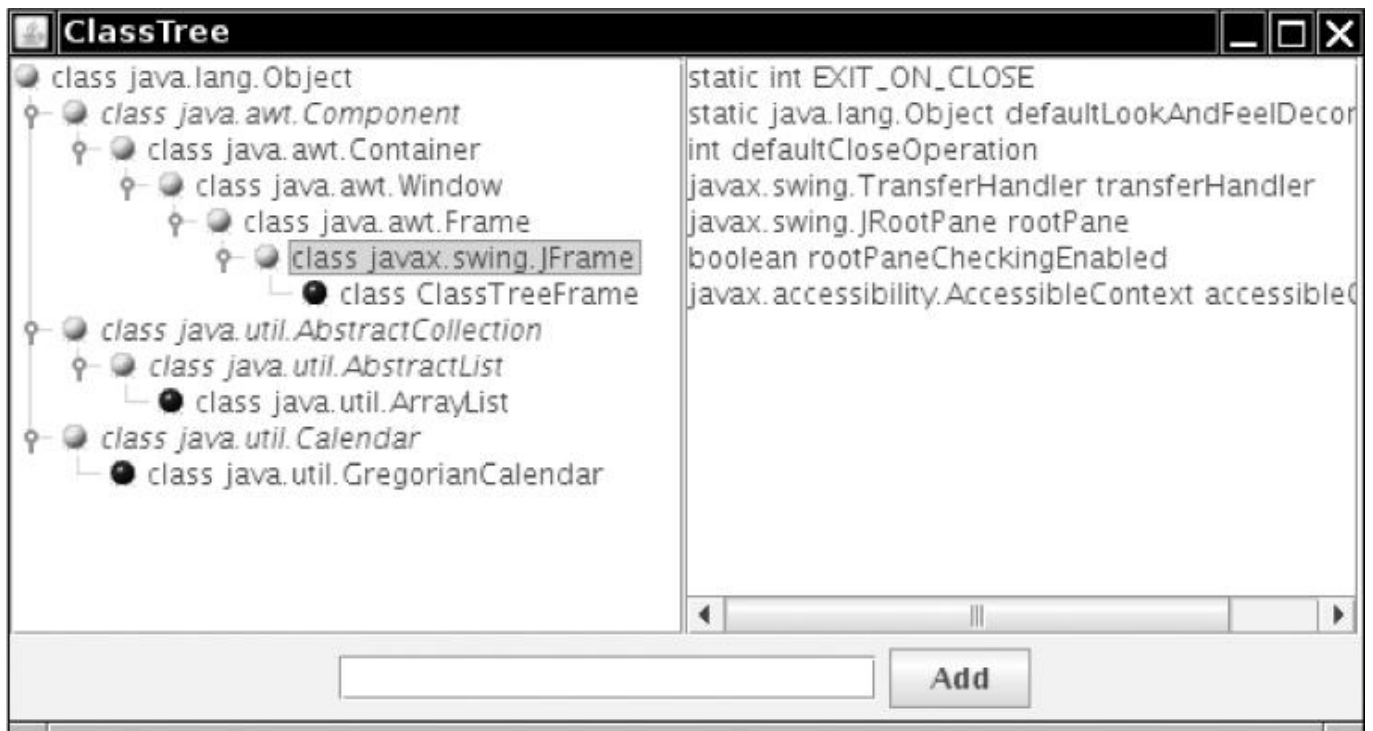 ClassTree
class java.lang.Object
class java.awt.Component
class java.awt.Container
class java.awt.Window
class java.awt.Frame
class javax.swing.JFrame
class ClassTreeFrame
class java.util.AbstractCollection
class java.util.AbstractList
class java.util.ArrayList
class java.util.Calendar
class java.util.GregorianCalendar
static int EXIT_ON_CLOSE
static java.lang.Object defaultLookAndFeelDecor
int defaultCloseOperation
javax.swing.TransferHandler transferHandler
javax.swing.JRootPane rootPane
boolean rootPaneCheckingEnabled
javax.accessibility.AccessibleContext accessible
Add